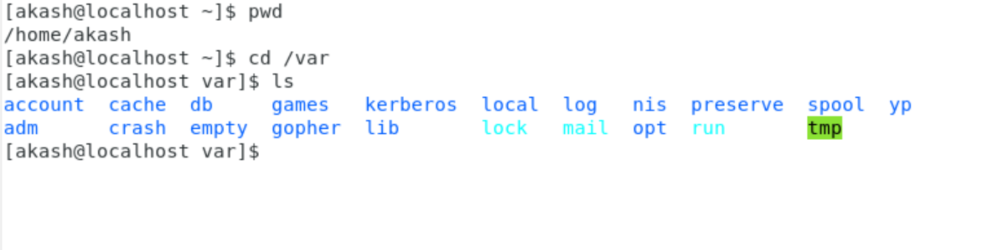 [akash@localhost ~]$ pwd
/home/akash
[akash@localhost ~]$ cd /var
[akash@localhost var]$ ls
account  cache  db     games   kerberos  local  log   nis  preserve  spool  yp
adm      crash  empty  gopher  lib       lock   mail  opt  run       tmp
[akash@localhost var]$